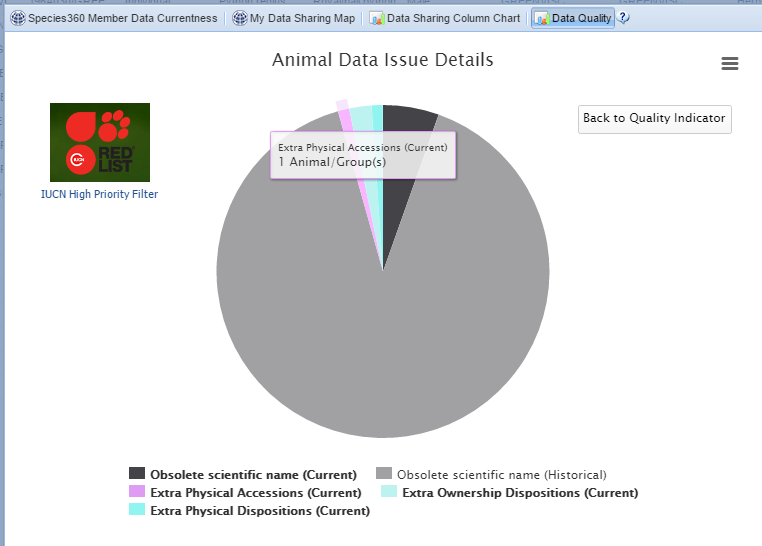 Species360 Member Data Currentness My Data Sharing Map Data Sharing Column Chart Data Quality
Animal Data Issue Details
Back to Quality Indicator
IUCN
RED
LIST
IUCN High Priority Filter
Extra Physical Accessions (Current)
1 Animal/Group(s)
Obsolete scientific name (Current) Obsolete scientific name (Historical)
Extra Physical Accessions (Current) Extra Ownership Dispositions (Current)
Extra Physical Dispositions (Current)